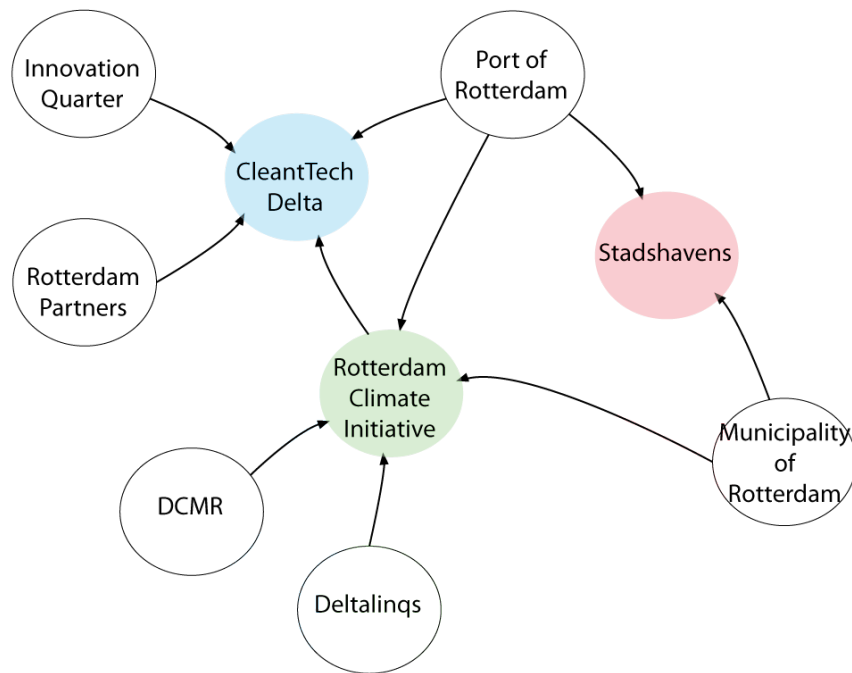 Innovation
Quarter
Port of
Rotterdam
CleantTech
Delta
Stadshavens
Rotterdam
Partners
Rotterdam
Climate
Initiative
Municipality
of
Rotterdam
DCMR
Deltalinqs